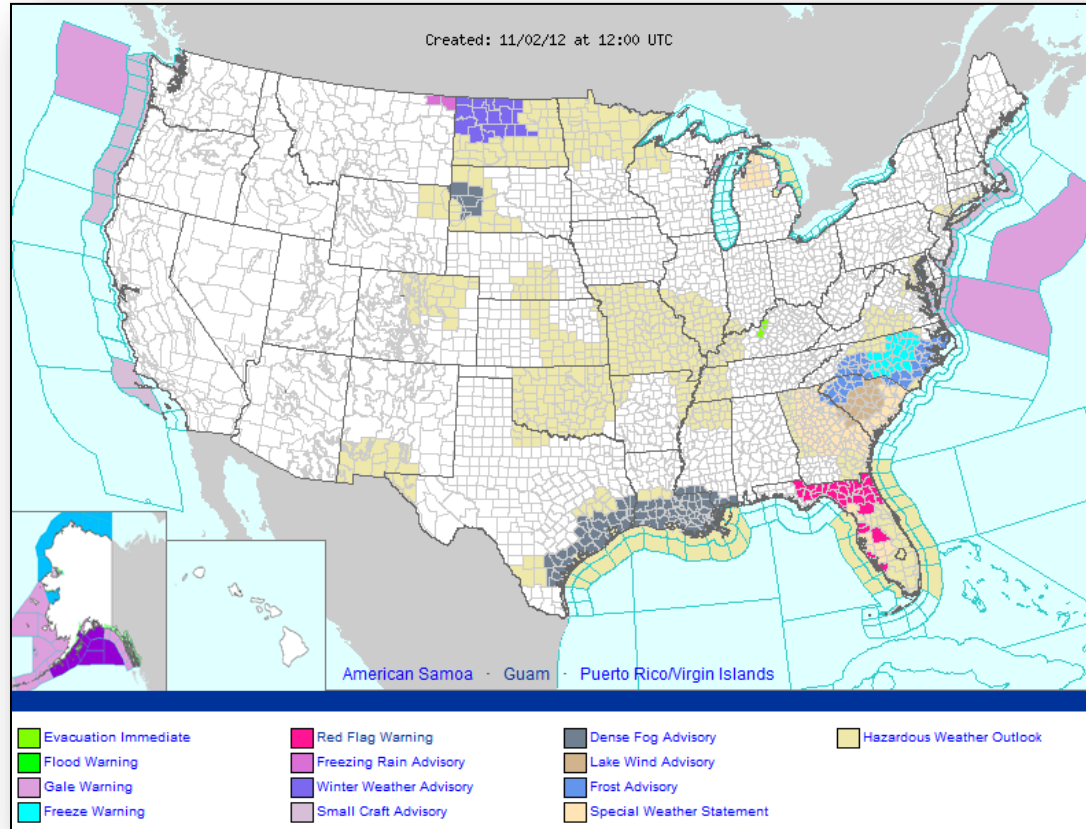 Created: 11/02/12 at 12:00 UTC
American Samoa · Guam · Puerto Rico/Virgin Islands
Evacuation Immediate
Red Flag Warning
Dense Fog Advisory
Hazardous Weather Outlook
Flood Warning
Freezing Rain Advisory
Lake Wind Advisory
Gale Warning
Winter Weather Advisory
Frost Advisory
Freeze Warning
Small Craft Advisory
Special Weather Statement